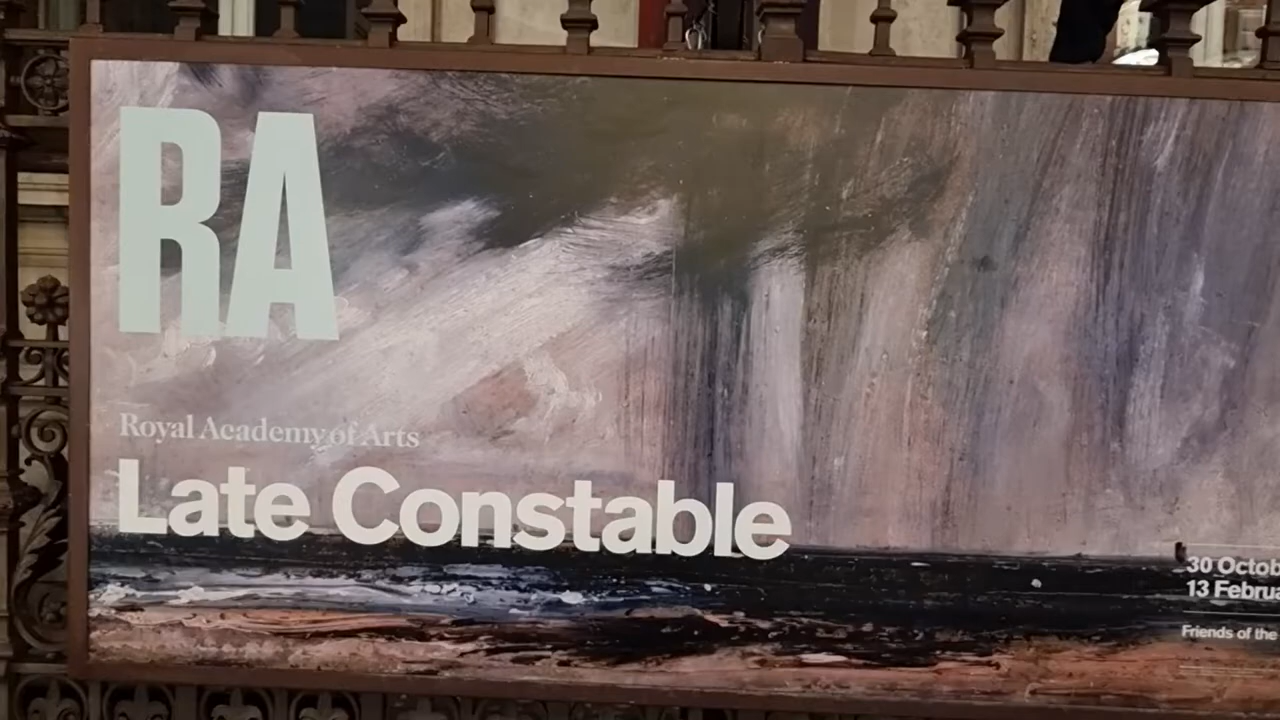 RA
Royal Academy of Arts
Late Constable
30 Octob
13 Februa
Friends of the